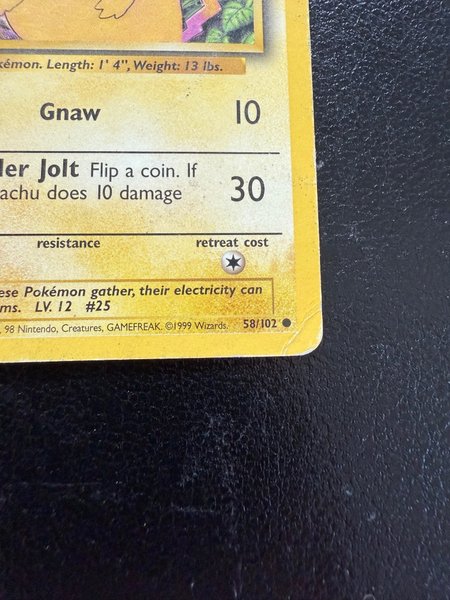 kémon. Length: 1' 4", Weight: 13 lbs.
Gnaw 10
der Jolt Flip a coin. If
achu does 10 damage 30
resistance retreat cost
ese Pokémon gather, their electricity can
ms. LV. 12 #25
, 98 Nintendo, Creatures, GAMEFREAK. ©1999 Wizards. 58/102